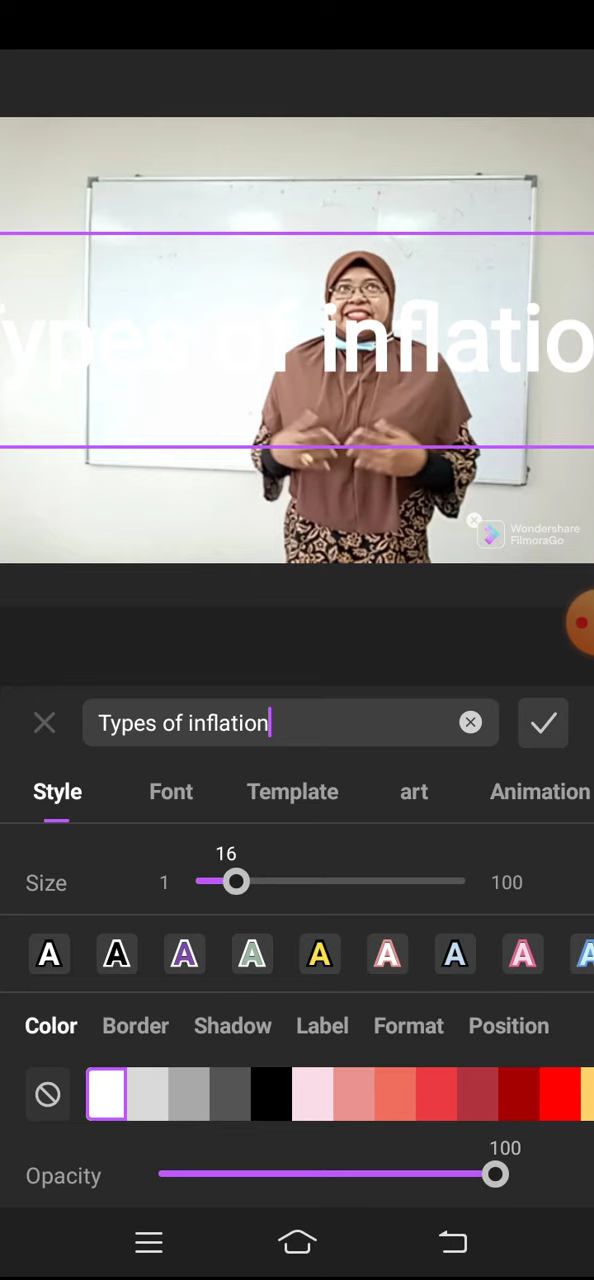 Types of inflatio
Wondershare
FilmoraGo
Types of inflation
Style Font Template art Animation
16
Size 1 100
A A A A A A A A A
Color Border Shadow Label Format Position
100
Opacity